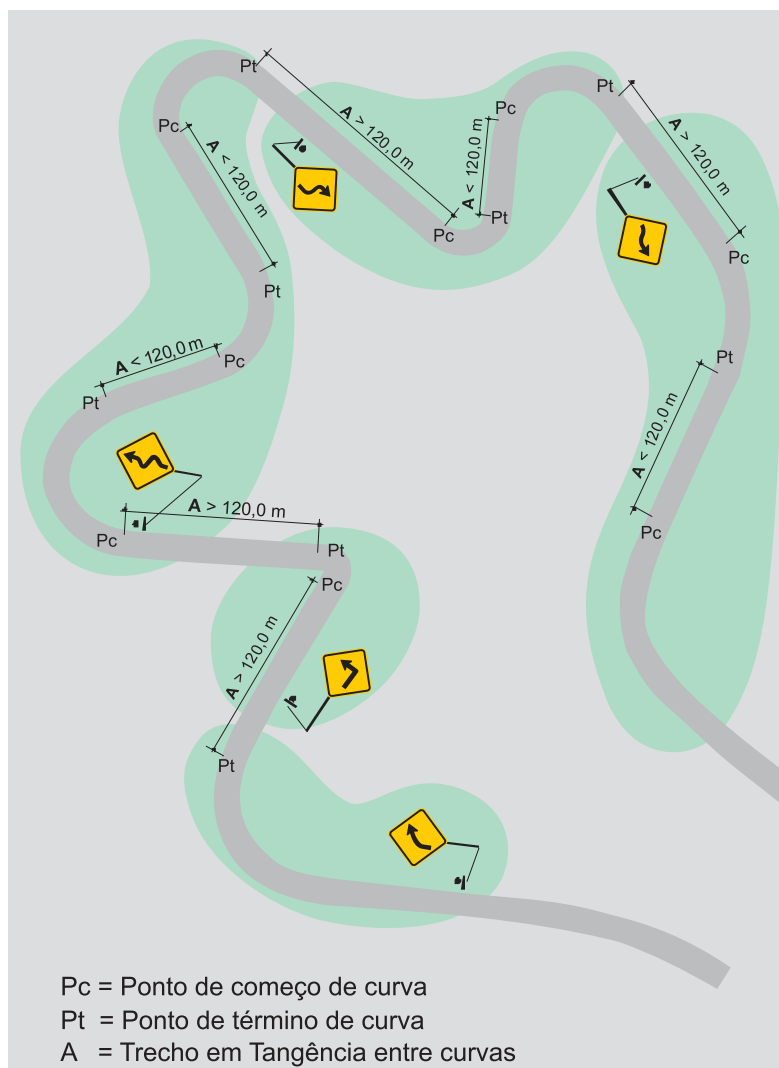 Pt
Pc
A > 120,0 m
A < 120,0 m
Pc
A < 120,0 m
Pt
Pc
Pt
A > 120,0 m
Pc
Pt
A < 120,0 m
Pc
Pt
A < 120,0 m
Pc
Pt
A > 120,0 m
Pc
Pt
Pc
A > 120,0 m
Pt
Pc = Ponto de começo de curva
Pt = Ponto de término de curva
A = Trecho em Tangência entre curvas